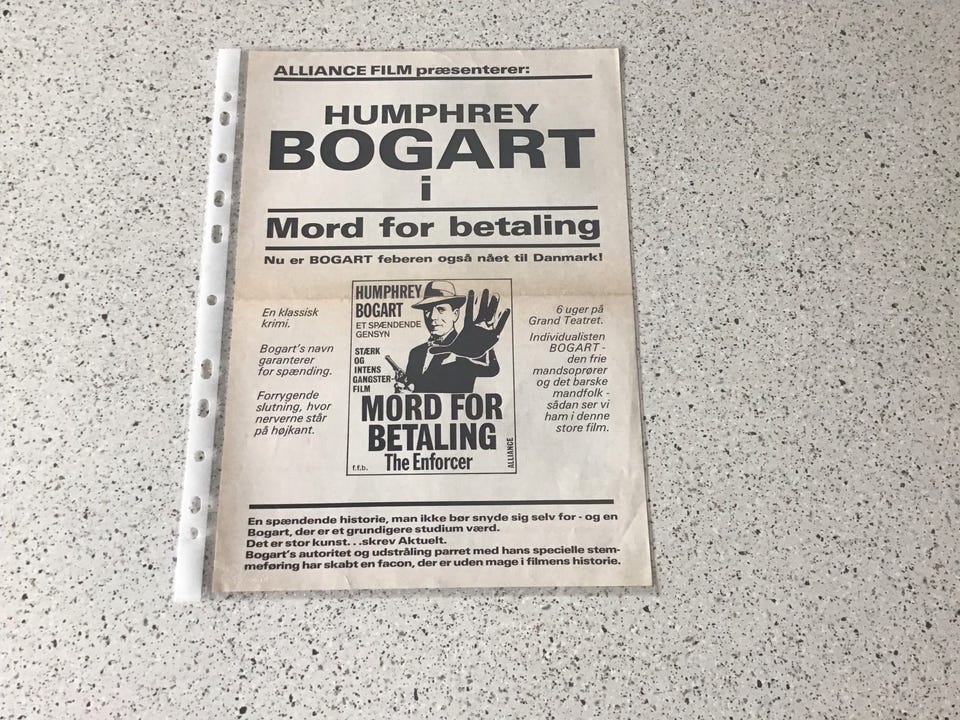 ALLIANCE FILM præsenterer:
HUMPHREY
BOGART
i
Mord for betaling
Nu er BOGART feberen også nået til Danmark!
En klassisk
krimi.
Bogart's navn
garanterer
for spænding.
Forrygende
slutning, hvor
nerverne står
på højkant.
HUMPHREY
BOGART
ET SPÆNDENDE
GENSYN
STÆRK
OG
INTENS
GANGSTER-
FILM
MORD FOR
BETALING
The Enforcer
f.f.b.
ALLIANCE
6 uger på
Grand Teatret.
Individualisten
BOGART -
den frie
mandsoprører
og det barske
mandfolk -
sådan ser vi
ham i denne
store film.
En spændende historie, man ikke bør snyde sig selv for - og en
Bogart, der er et grundigere studium værd.
Det er stor kunst. . .skrev Aktuelt.
Bogart's autoritet og udstråling parret med hans specielle stem-
meføring har skabt en facon, der er uden mage i filmens historie.